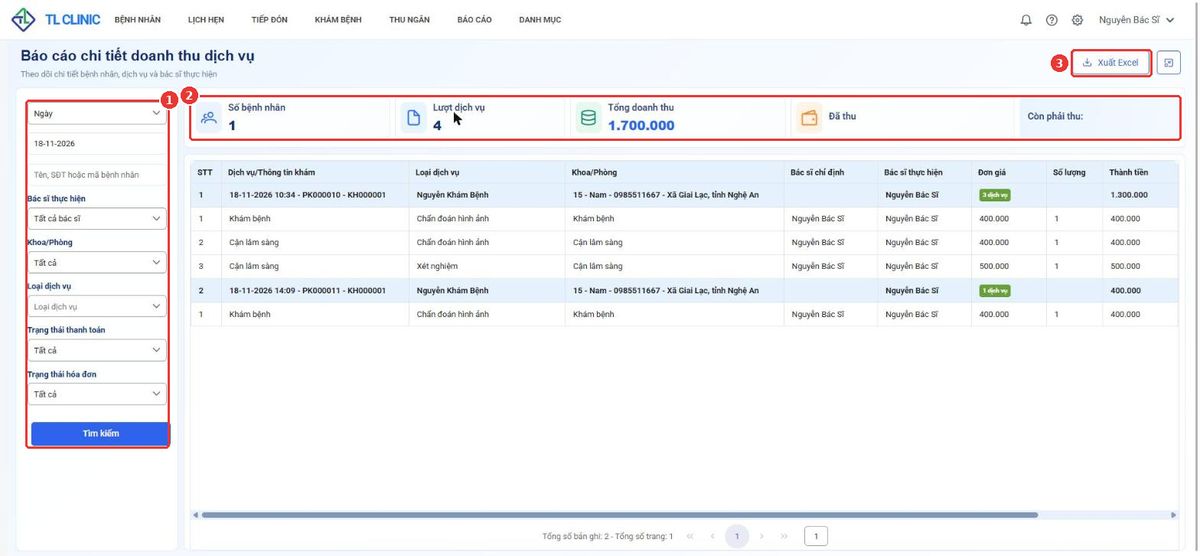 TL CLINIC BỆNH NHÂN LỊCH HẸN TIẾP ĐÓN KHÁM BỆNH THU NGÂN BÁO CÁO DANH MỤC Nguyễn Bác Sĩ
Báo cáo chi tiết doanh thu dịch vụ
Theo dõi chi tiết bệnh nhân, dịch vụ và bác sĩ thực hiện
3 Xuất Excel
1
Ngày
18-11-2026
Tên, SĐT hoặc mã bệnh nhân
Bác sĩ thực hiện
Tất cả bác sĩ
Khoa/Phòng
Tất cả
Loại dịch vụ
Loại dịch vụ
Trạng thái thanh toán
Tất cả
Trạng thái hóa đơn
Tất cả
Tìm kiếm
2
Số bệnh nhân
1
Lượt dịch vụ
4
Tổng doanh thu
1.700.000
Đã thu
Còn phải thu:
STT Dịch vụ/Thông tin khám Loại dịch vụ Khoa/Phòng Bác sĩ chỉ định Bác sĩ thực hiện Đơn giá Số lượng Thành tiền
1 18-11-2026 10:34 - PK000010 - KH000001 Nguyễn Khám Bệnh 15 - Nam - 0985511667 - Xã Giai Lạc, tỉnh Nghệ An Nguyễn Bác Sĩ 3 dịch vụ 1.300.000
1 Khám bệnh Chẩn đoán hình ảnh Khám bệnh Nguyễn Bác Sĩ Nguyễn Bác Sĩ 400.000 1 400.000
2 Cận lâm sàng Chẩn đoán hình ảnh Cận lâm sàng Nguyễn Bác Sĩ Nguyễn Bác Sĩ 400.000 1 400.000
3 Cận lâm sàng Xét nghiệm Cận lâm sàng Nguyễn Bác Sĩ Nguyễn Bác Sĩ 500.000 1 500.000
2 18-11-2026 14:09 - PK000011 - KH000001 Nguyễn Khám Bệnh 15 - Nam - 0985511667 - Xã Giai Lạc, tỉnh Nghệ An Nguyễn Bác Sĩ 1 dịch vụ 400.000
1 Khám bệnh Chẩn đoán hình ảnh Khám bệnh Nguyễn Bác Sĩ Nguyễn Bác Sĩ 400.000 1 400.000
Tổng số bản ghi: 2 - Tổng số trang: 1 « ‹ 1 › » 1